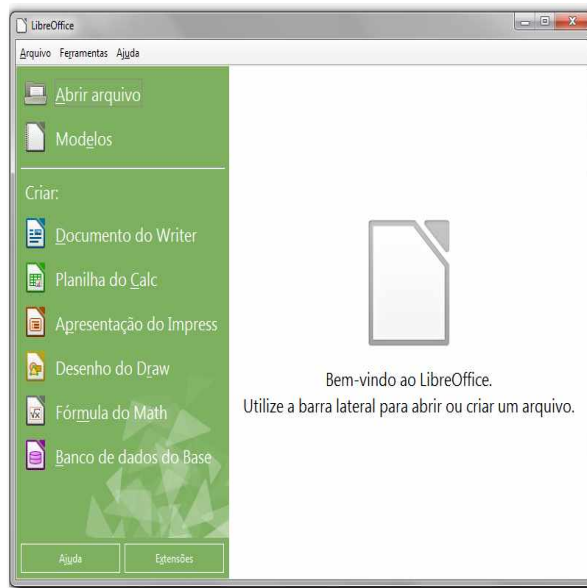 LibreOffice
Arquivo Ferramentas Ajuda
Abrir arquivo
Modelos
Criar:
Documento do Writer
Planilha do Calc
Apresentação do Impress
Desenho do Draw
Fórmula do Math
Banco de dados do Base
Ajuda Extensões
Bem-vindo ao LibreOffice.
Utilize a barra lateral para abrir ou criar um arquivo.